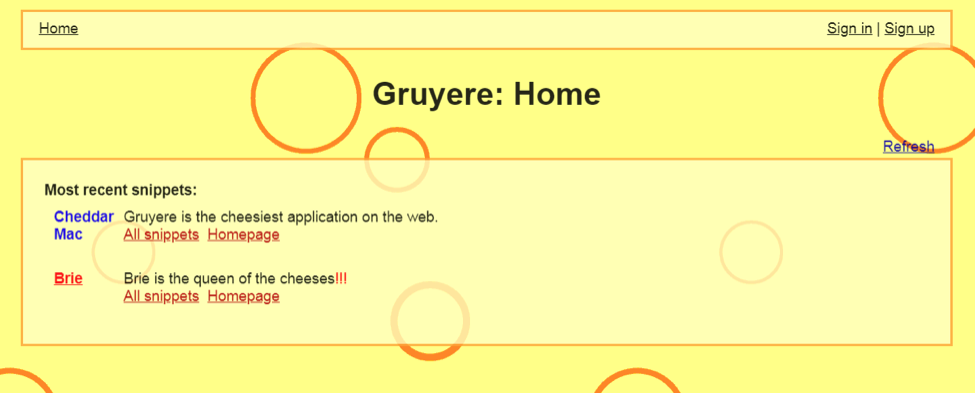 Home
Sign in | Sign up
Gruyere: Home
Refresh
Most recent snippets:
Cheddar Gruyere is the cheesiest application on the web.
Mac All snippets Homepage
Brie Brie is the queen of the cheeses!!!
All snippets Homepage